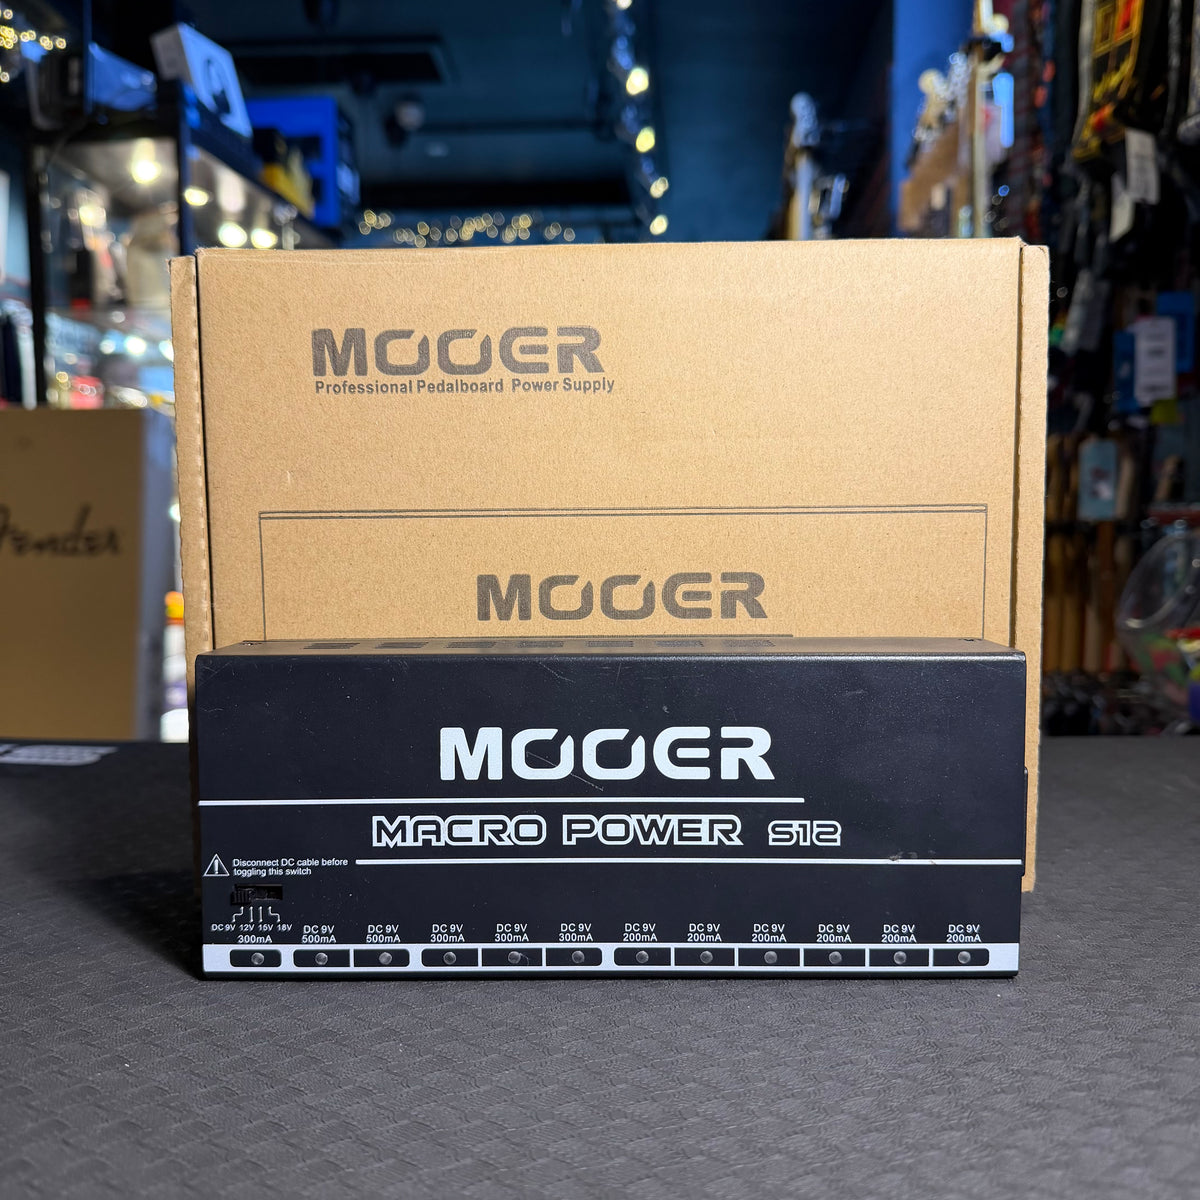 MOOER
Professional Pedalboard Power Supply
MOOER
Fender
MOOER
MACRO POWER S12
Disconnect DC cable before
toggling this switch
DC 9V 12V 15V 18V
300mA
DC 9V
500mA
DC 9V
500mA
DC 9V
300mA
DC 9V
300mA
DC 9V
300mA
DC 9V
200mA
DC 9V
200mA
DC 9V
200mA
DC 9V
200mA
DC 9V
200mA
DC 9V
200mA